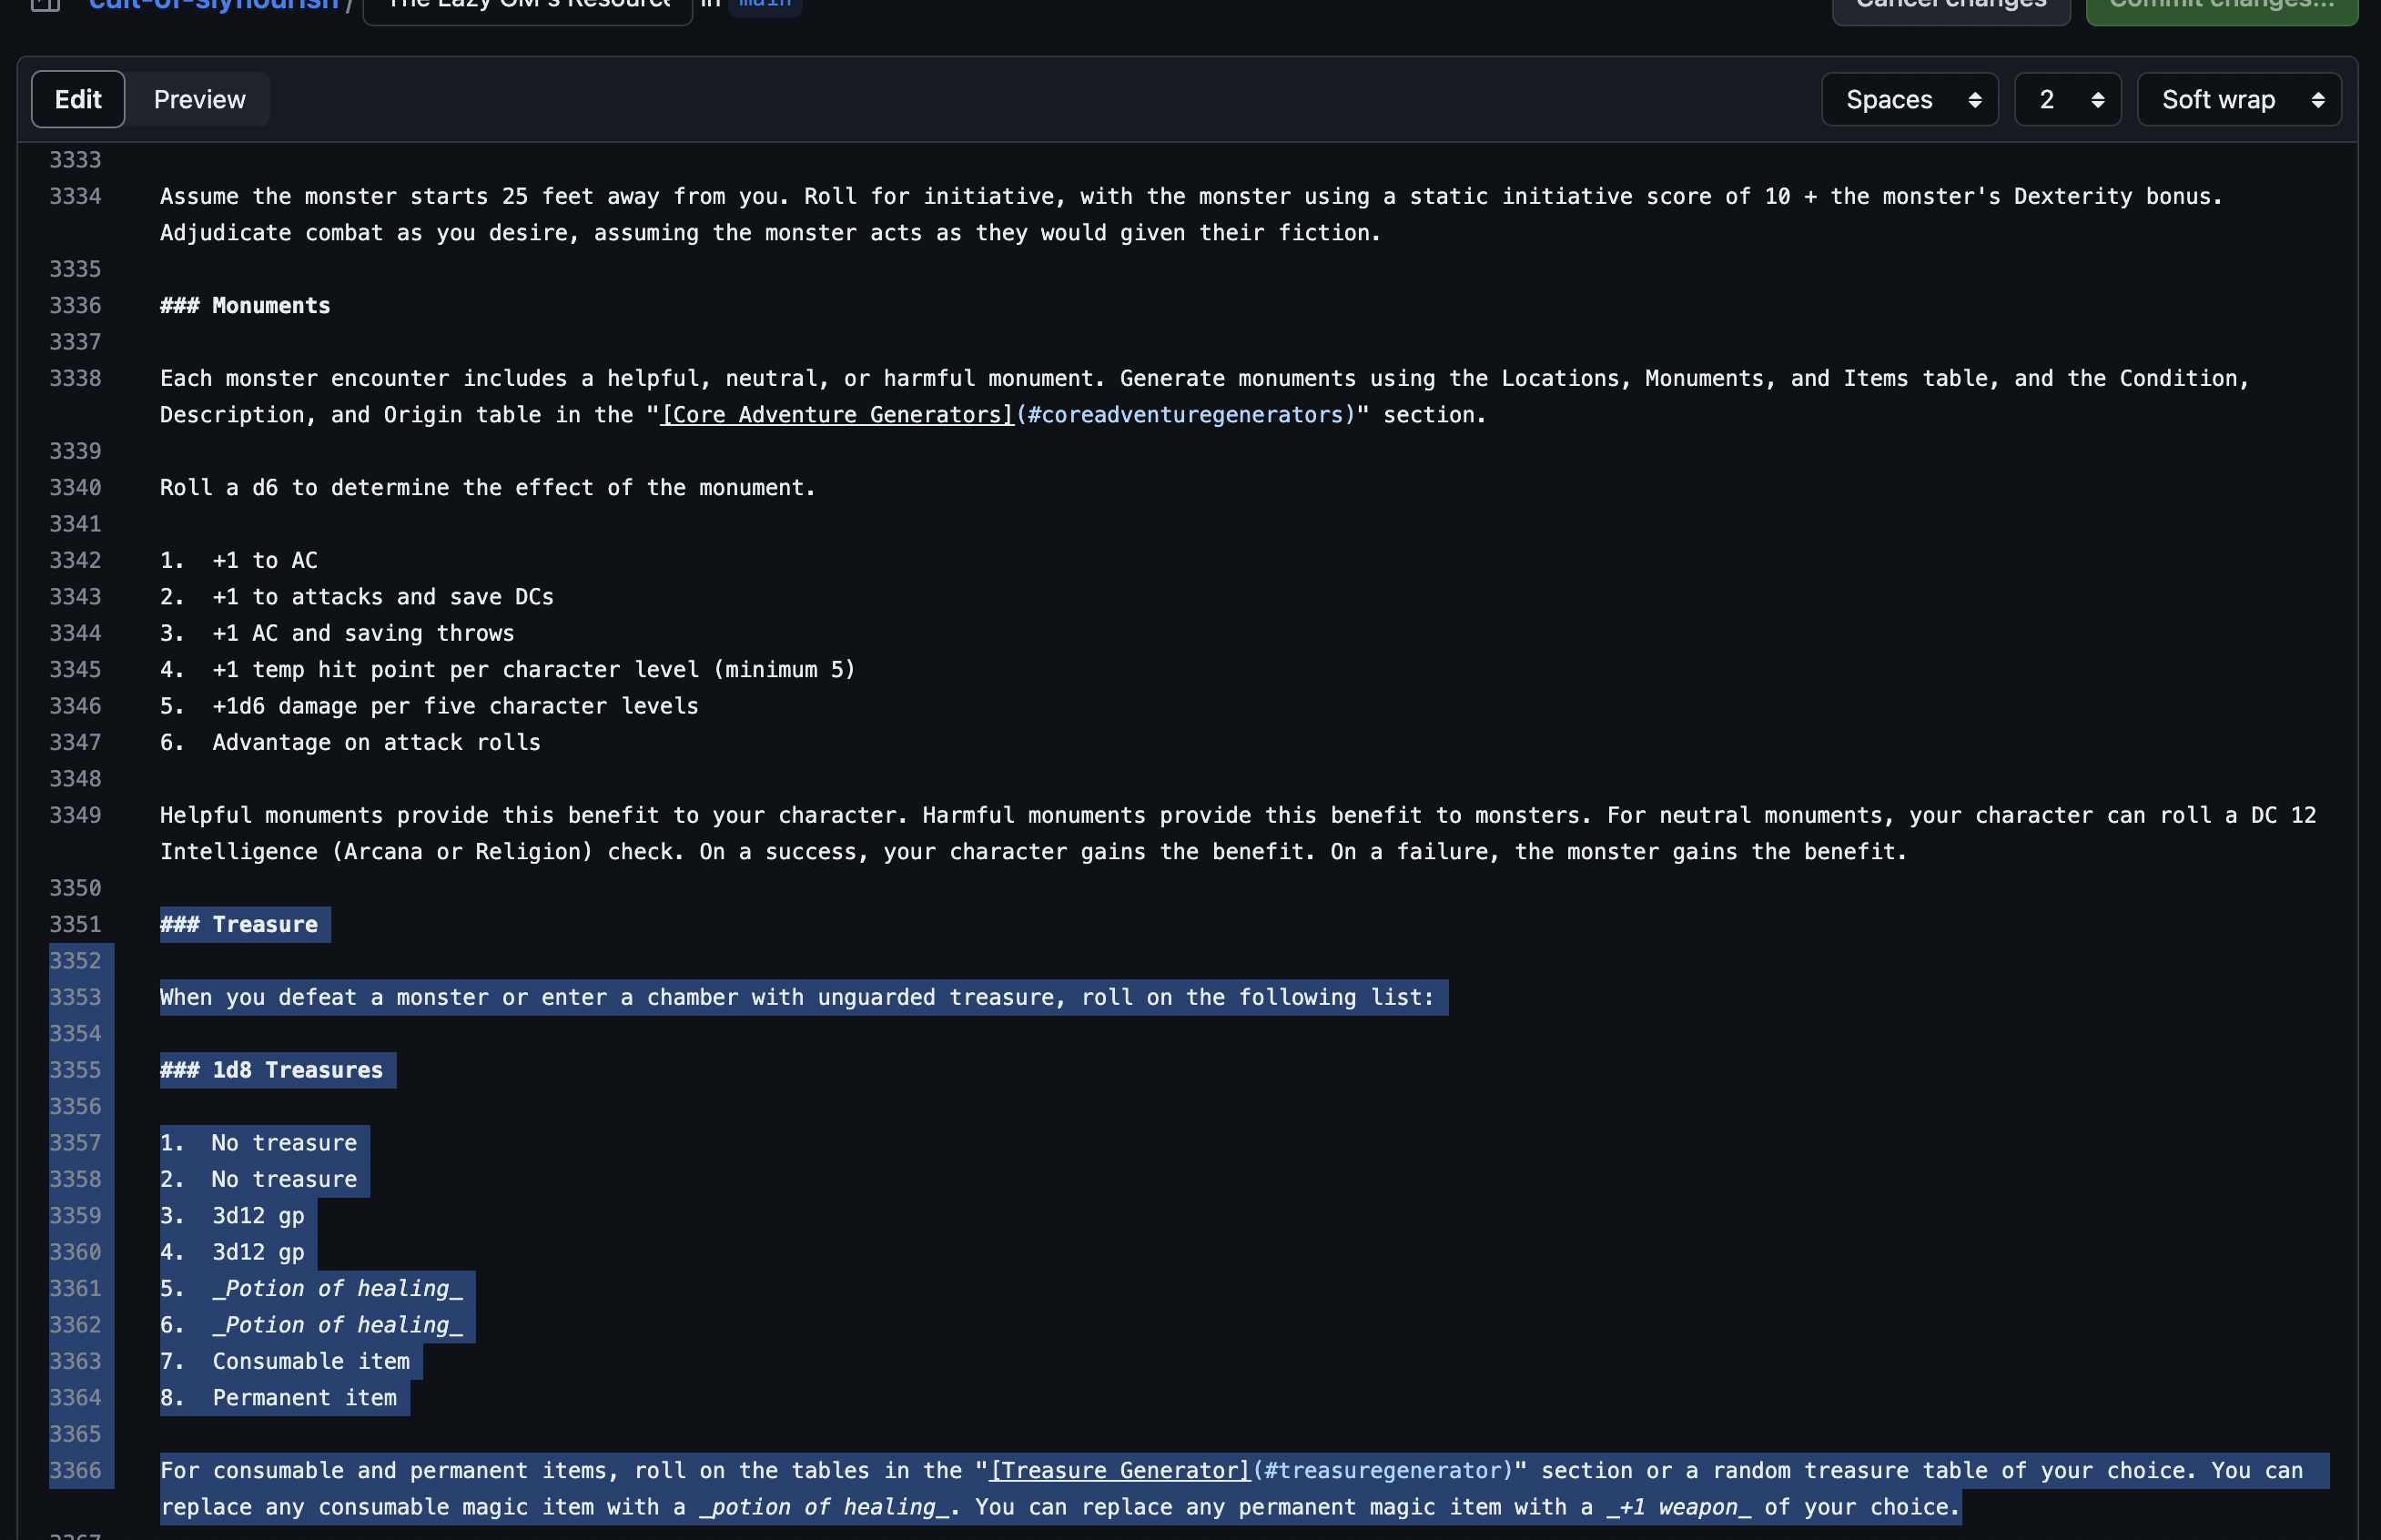 cult-of-slyflourish / The Lazy GM's Resource in main Cancel changes Commit changes...
Edit Preview Spaces 2 Soft wrap
3333
3334 Assume the monster starts 25 feet away from you. Roll for initiative, with the monster using a static initiative score of 10 + the monster's Dexterity bonus.
Adjudicate combat as you desire, assuming the monster acts as they would given their fiction.
3335
3336 ### Monuments
3337
3338 Each monster encounter includes a helpful, neutral, or harmful monument. Generate monuments using the Locations, Monuments, and Items table, and the Condition,
Description, and Origin table in the "[Core Adventure Generators](#coreadventuregenerators)" section.
3339
3340 Roll a d6 to determine the effect of the monument.
3341
3342 1. +1 to AC
3343 2. +1 to attacks and save DCs
3344 3. +1 AC and saving throws
3345 4. +1 temp hit point per character level (minimum 5)
3346 5. +1d6 damage per five character levels
3347 6. Advantage on attack rolls
3348
3349 Helpful monuments provide this benefit to your character. Harmful monuments provide this benefit to monsters. For neutral monuments, your character can roll a DC 12
Intelligence (Arcana or Religion) check. On a success, your character gains the benefit. On a failure, the monster gains the benefit.
3350
3351 ### Treasure
3352
3353 When you defeat a monster or enter a chamber with unguarded treasure, roll on the following list:
3354
3355 ### 1d8 Treasures
3356
3357 1. No treasure
3358 2. No treasure
3359 3. 3d12 gp
3360 4. 3d12 gp
3361 5. _Potion of healing_
3362 6. _Potion of healing_
3363 7. Consumable item
3364 8. Permanent item
3365
3366 For consumable and permanent items, roll on the tables in the "[Treasure Generator](#treasuregenerator)" section or a random treasure table of your choice. You can
replace any consumable magic item with a _potion of healing_. You can replace any permanent magic item with a _+1 weapon_ of your choice.
3367